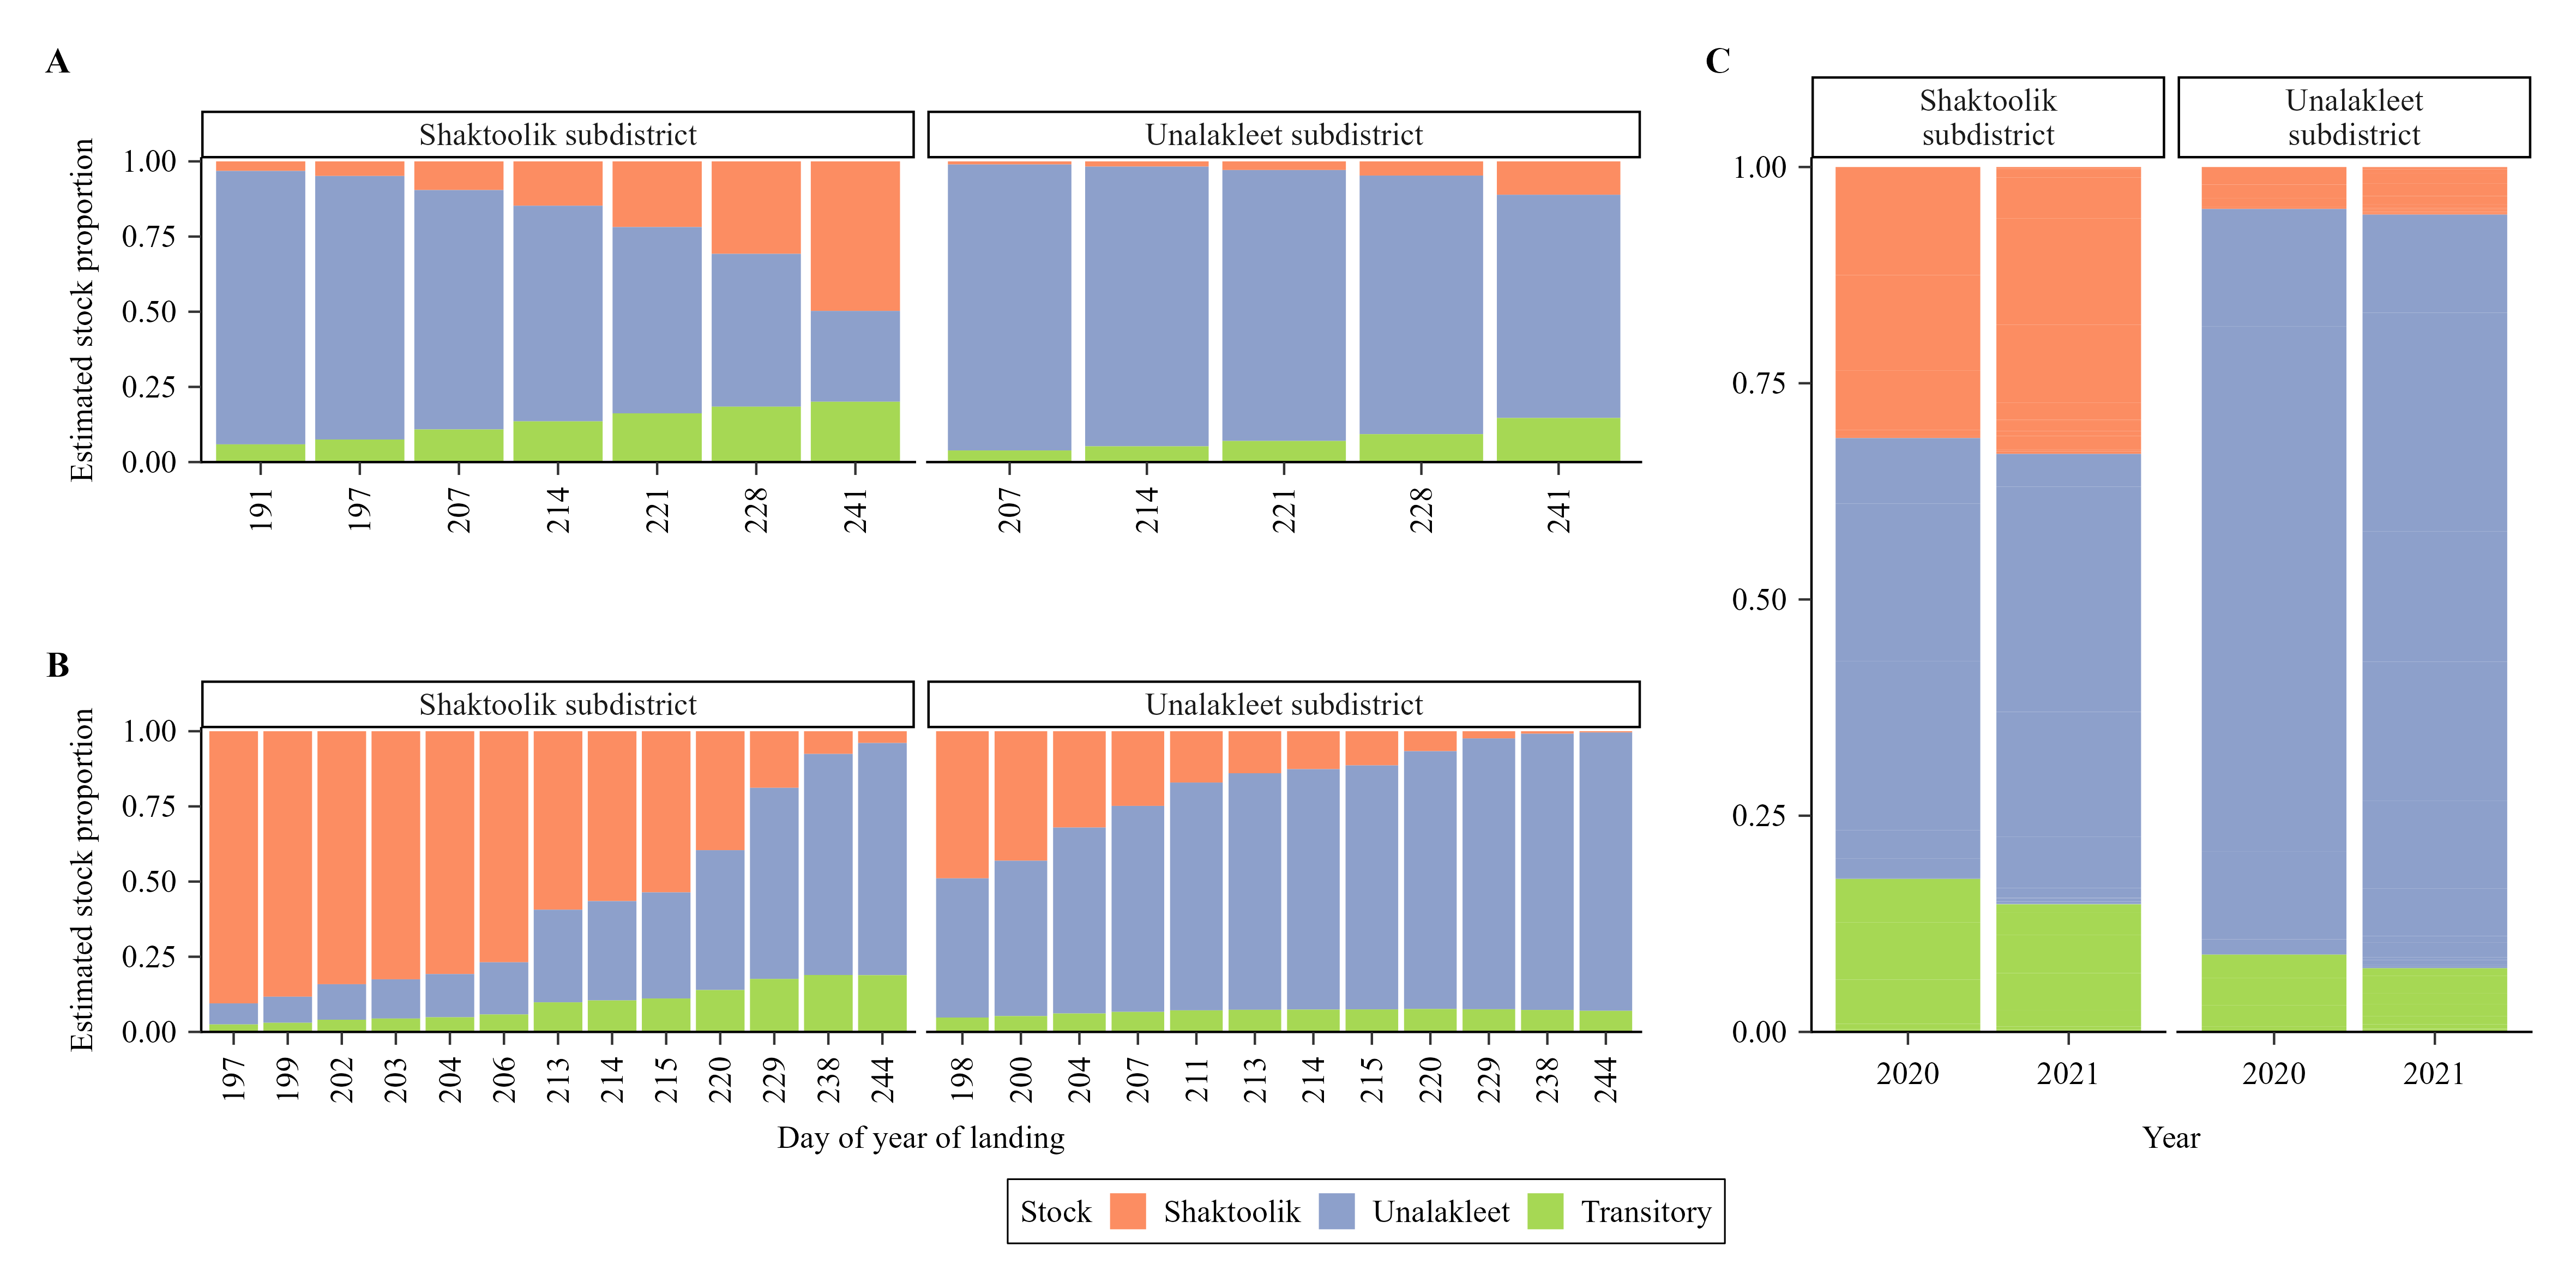 A
Shaktoolik subdistrict
Unalakleet subdistrict
Estimated stock proportion
1.00
0.75
0.50
0.25
0.00
191 197 207 214 221 228 241
207 214 221 228 241
B
Shaktoolik subdistrict
Unalakleet subdistrict
Estimated stock proportion
1.00
0.75
0.50
0.25
0.00
197 199 202 203 204 206 213 214 215 220 229 238 244
198 200 204 207 211 213 214 215 220 229 238 244
Day of year of landing
C
Shaktoolik
subdistrict
Unalakleet
subdistrict
1.00
0.75
0.50
0.25
0.00
2020 2021
2020 2021
Year
Stock Shaktoolik Unalakleet Transitory